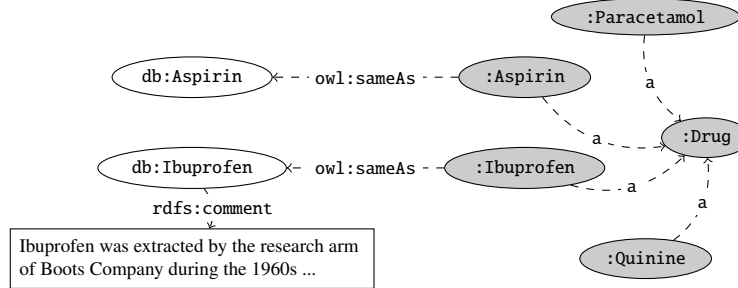 :Paracetamol
db:Aspirin
owl:sameAs
:Aspirin
a
a
:Drug
db:Ibuprofen
owl:sameAs
:Ibuprofen
a
a
rdfs:comment
Ibuprofen was extracted by the research arm
of Boots Company during the 1960s ...
:Quinine